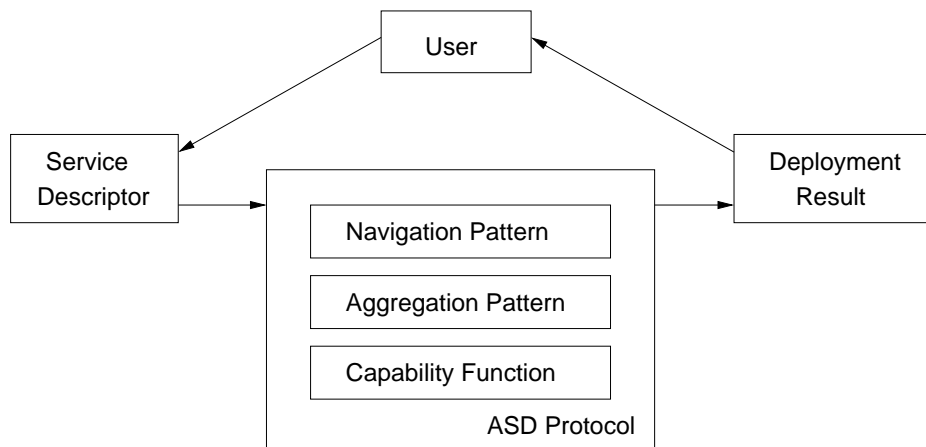 User
Service
Descriptor
Deployment
Result
Navigation Pattern
Aggregation Pattern
Capability Function
ASD Protocol